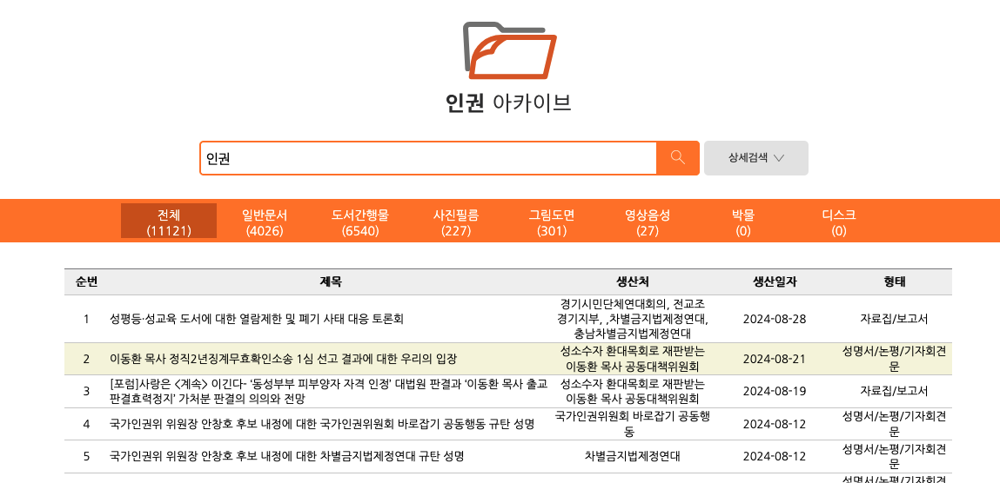 인권 아카이브
인권
상세검색
전체 일반문서 도서간행물 사진필름 그림도면 영상음성 박물 디스크
(11121) (4026) (6540) (227) (301) (27) (0) (0)
순번 제목 생산처 생산일자 형태
경기시민단체연대회의, 전교조
1 성평등·성교육 도서에 대한 열람제한 및 폐기 사태 대응 토론회 경기지부, ,차별금지법제정연대, 2024-08-28 자료집/보고서
충남차별금지법제정연대
성소수자 환대목회로 재판받는 성명서/논평/기자회견
2 이동환 목사 정직2년징계무효확인소송 1심 선고 결과에 대한 우리의 입장 2024-08-21
이동환 목사 공동대책위원회 문
[포럼]사랑은 <계속> 이긴다- ‘동성부부 피부양자 자격 인정’ 대법원 판결과 ‘이동환 목사 출교 성소수자 환대목회로 재판받는
3 2024-08-19 자료집/보고서
판결효력정지’ 가처분 판결의 의의와 전망 이동환 목사 공동대책위원회
국가인권위원회 바로잡기 공동행 성명서/논평/기자회견
4 국가인권위 위원장 안창호 후보 내정에 대한 국가인권위원회 바로잡기 공동행동 규탄 성명 2024-08-12
동 문
성명서/논평/기자회견
5 국가인권위 위원장 안창호 후보 내정에 대한 차별금지법제정연대 규탄 성명 차별금지법제정연대 2024-08-12
문
성명서/논평/기자회견